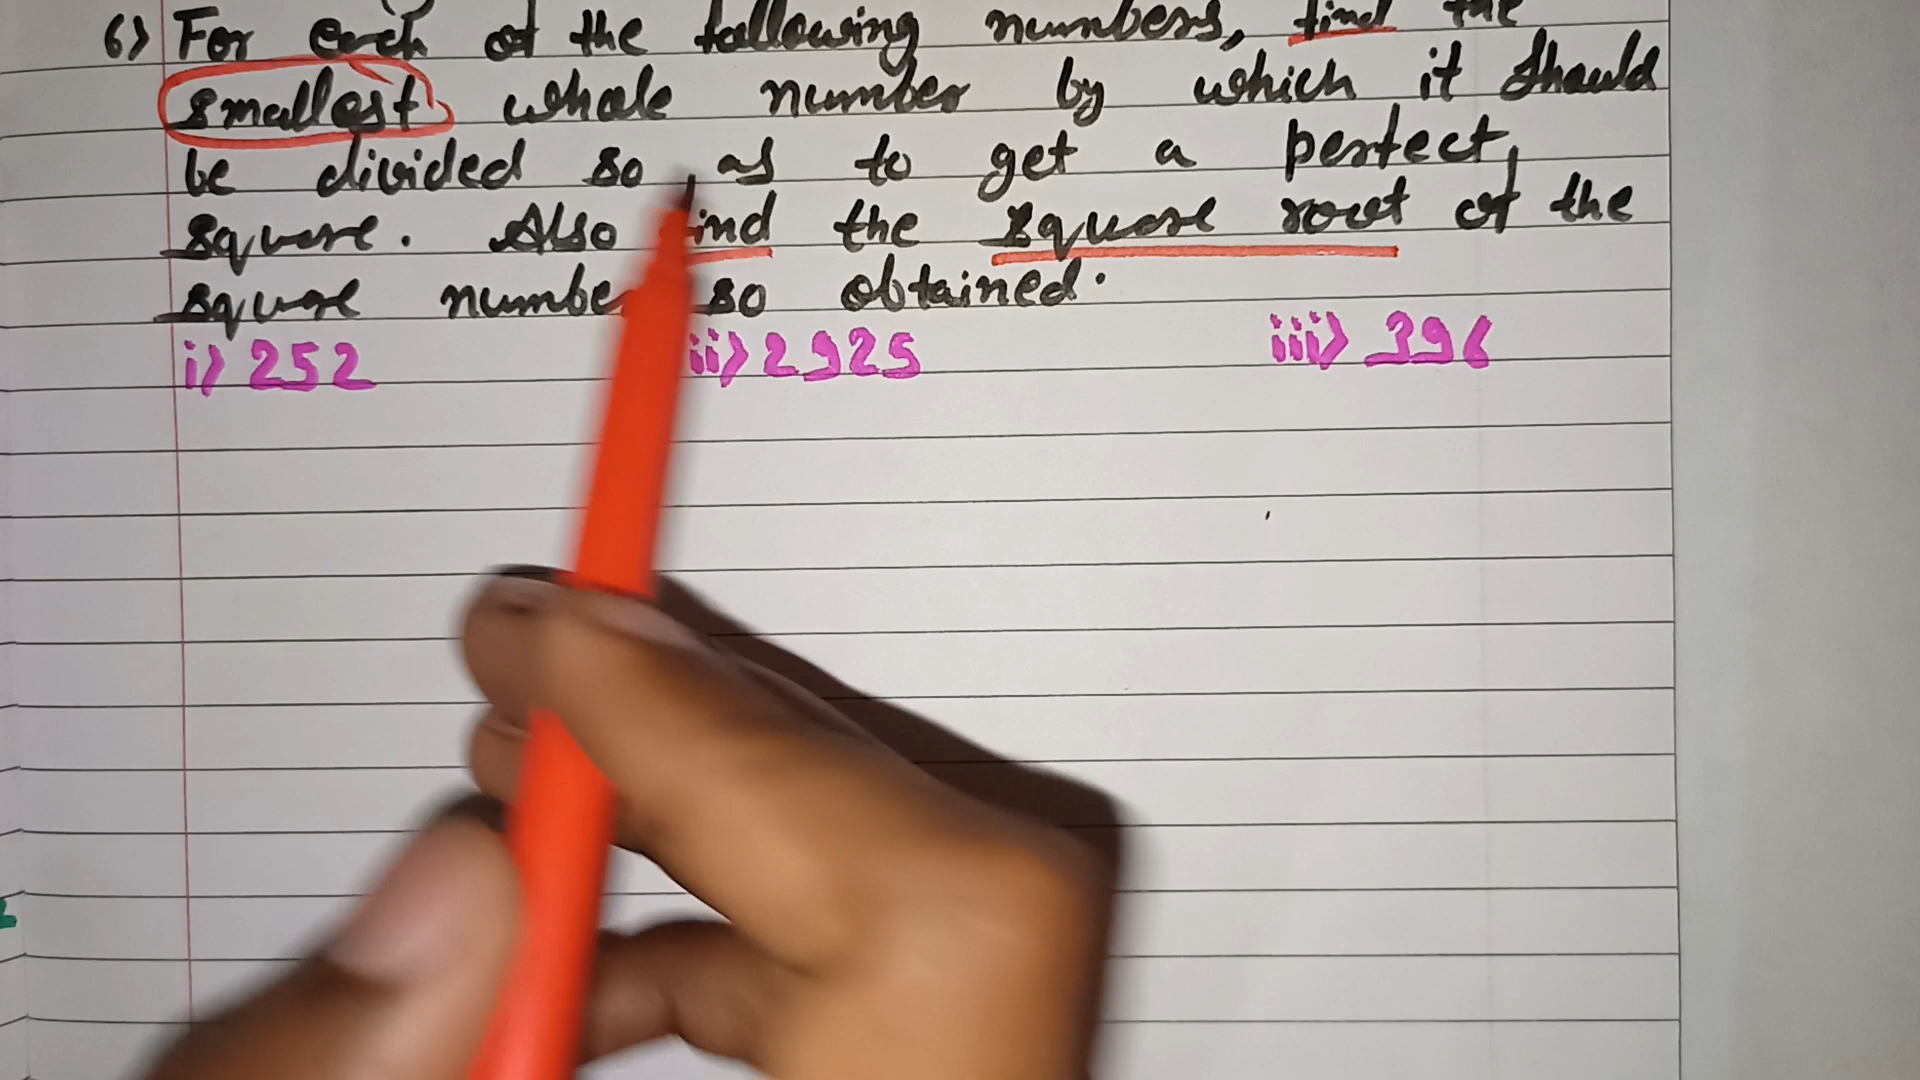 6) For each of the following numbers, find the
smallest whole number by which it should
be divided so as to get a perfect
square. Also find the square root of the
square number so obtained.
i) 252 ii) 2925 iii) 396